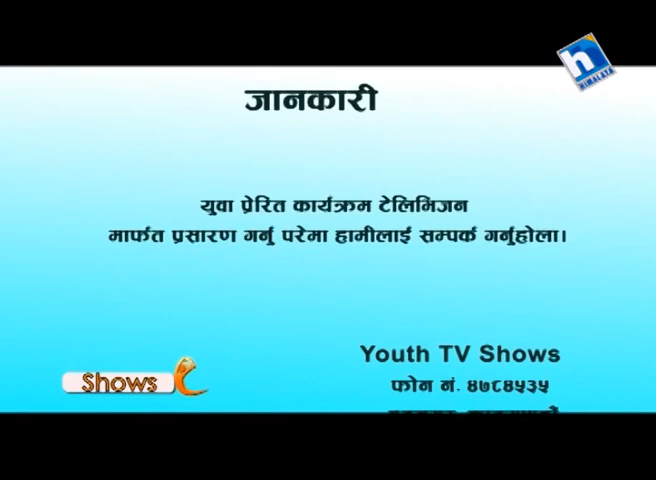 h
HIMALAYA
जानकारी
युवा प्रेरित कार्यक्रम टेलिभिजन
मार्फत प्रसारण गर्नु परेमा हामीलाई सम्पर्क गर्नुहोला।
Youth TV Shows
Shows
फोन नं. ४७८४५३५